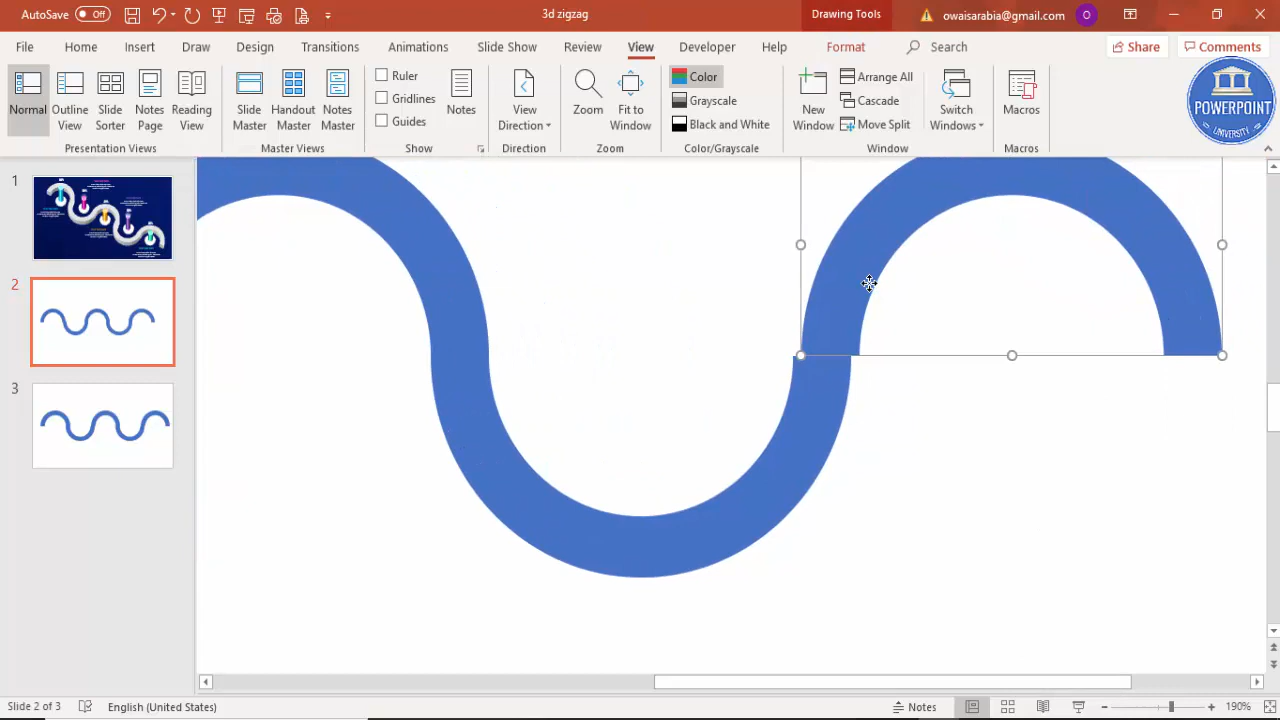 AutoSave Off 3d zigzag Drawing Tools owaisarabia@gmail.com O
File Home Insert Draw Design Transitions Animations Slide Show Review View Developer Help Format Search Share Comments
Normal
Outline View
Slide Sorter
Notes Page
Reading View
Presentation Views
Slide Master
Handout Master
Notes Master
Master Views
Ruler
Gridlines
Guides
Notes
Show
View Direction
Direction
Zoom
Fit to Window
Zoom
Color
Grayscale
Black and White
Color/Grayscale
New Window
Arrange All
Cascade
Move Split
Switch Windows
Window
Macros
Macros
POWERPOINT
UNIVERSITY
1
2
3
Slide 2 of 3 English (United States) Notes 190%